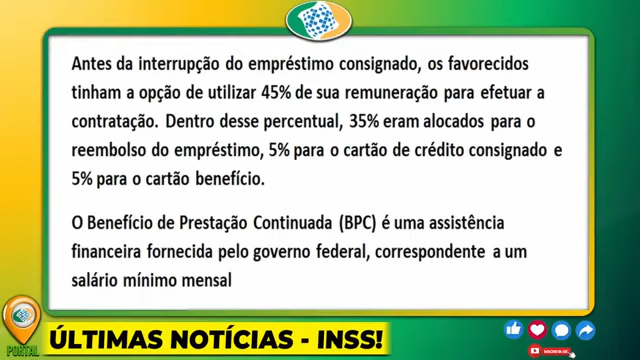 Antes da interrupção do empréstimo consignado, os favorecidos
tinham a opção de utilizar 45% de sua remuneração para efetuar a
contratação. Dentro desse percentual, 35% eram alocados para o
reembolso do empréstimo, 5% para o cartão de crédito consignado e
5% para o cartão benefício.
O Benefício de Prestação Continuada (BPC) é uma assistência
financeira fornecida pelo governo federal, correspondente a um
salário mínimo mensal
PORTAL
ÚLTIMAS NOTÍCIAS - INSS!